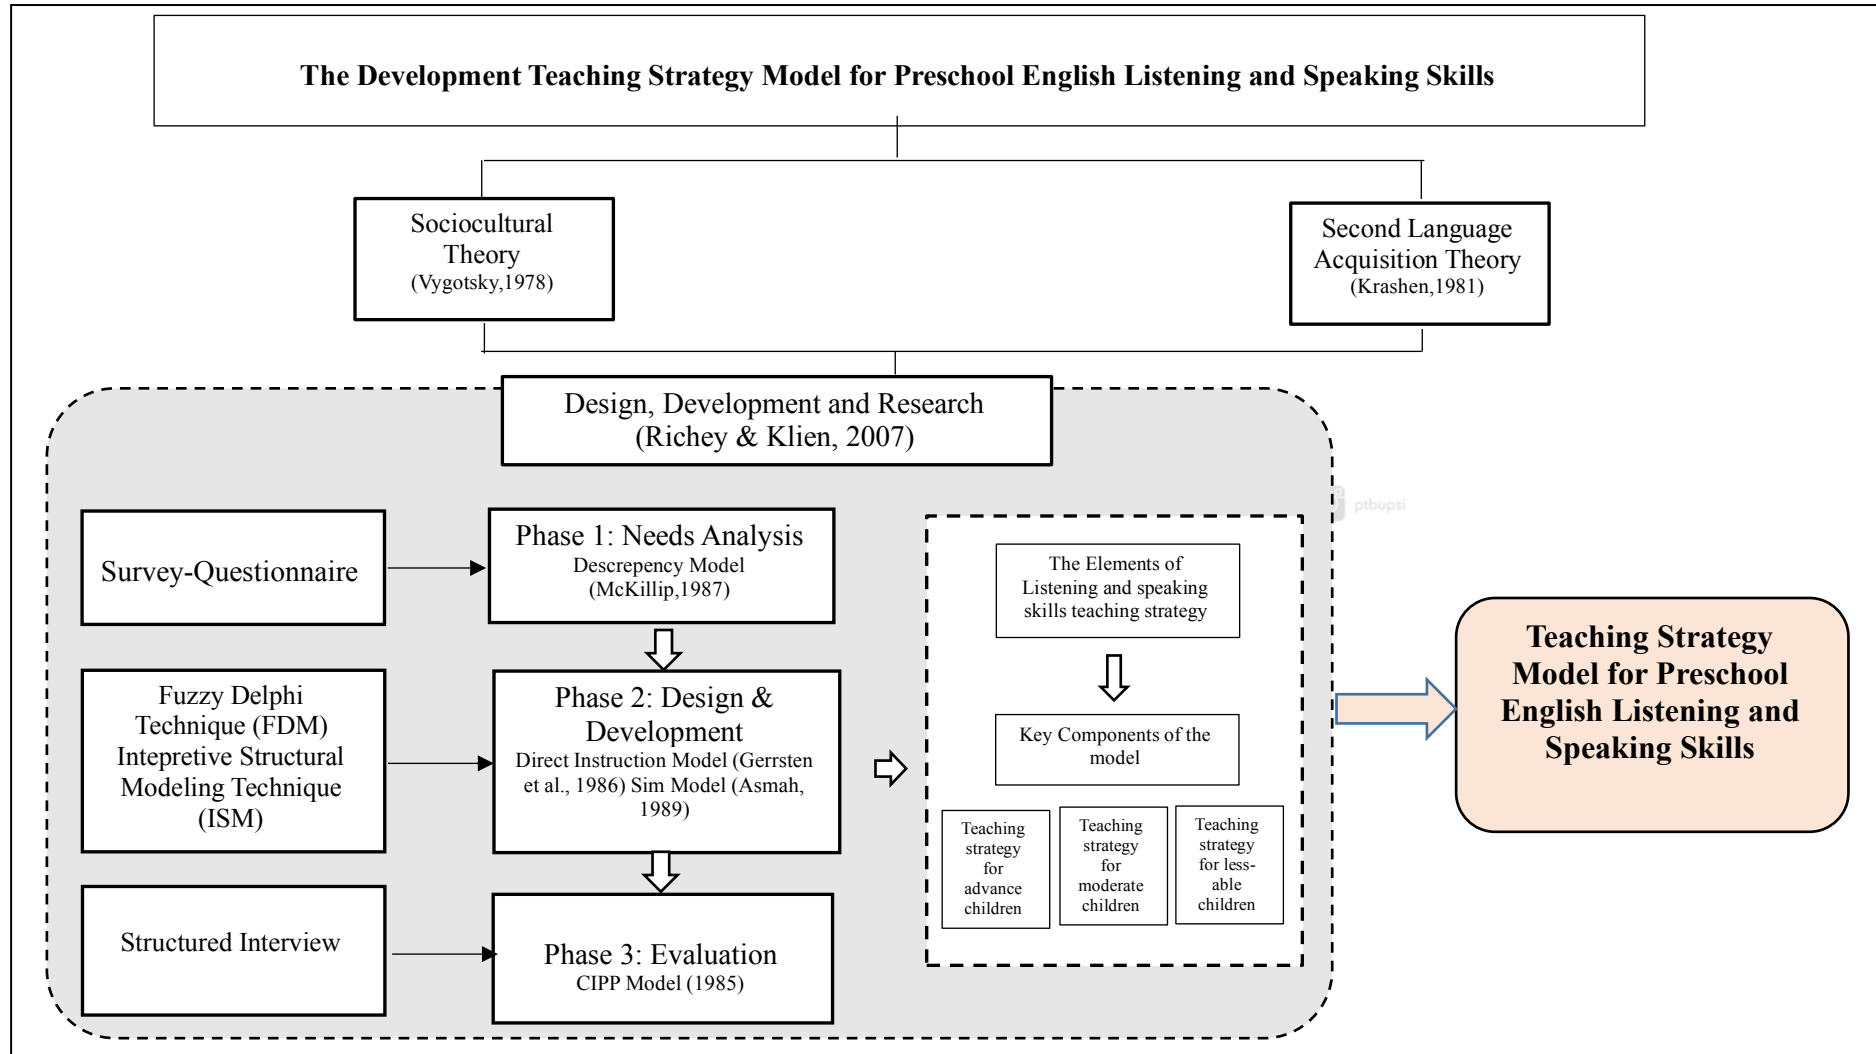 The Development Teaching Strategy Model for Preschool English Listening and Speaking Skills
Sociocultural
Theory
(Vygotsky,1978)
Second Language
Acquisition Theory
(Krashen,1981)
Design, Development and Research
(Richey & Klien, 2007)
Survey-Questionnaire
Phase 1: Needs Analysis
Descrepency Model
(McKillip,1987)
Fuzzy Delphi
Technique (FDM)
Intepretive Structural
Modeling Technique
(ISM)
Phase 2: Design &
Development
Direct Instruction Model (Gerrsten
et al., 1986) Sim Model (Asmah,
1989)
Structured Interview
Phase 3: Evaluation
CIPP Model (1985)
The Elements of
Listening and speaking
skills teaching strategy
Key Components of the
model
Teaching
strategy
for
advance
children
Teaching
strategy
for
moderate
children
Teaching
strategy
for less-
able
children
ptbupsi
Teaching Strategy
Model for Preschool
English Listening and
Speaking Skills